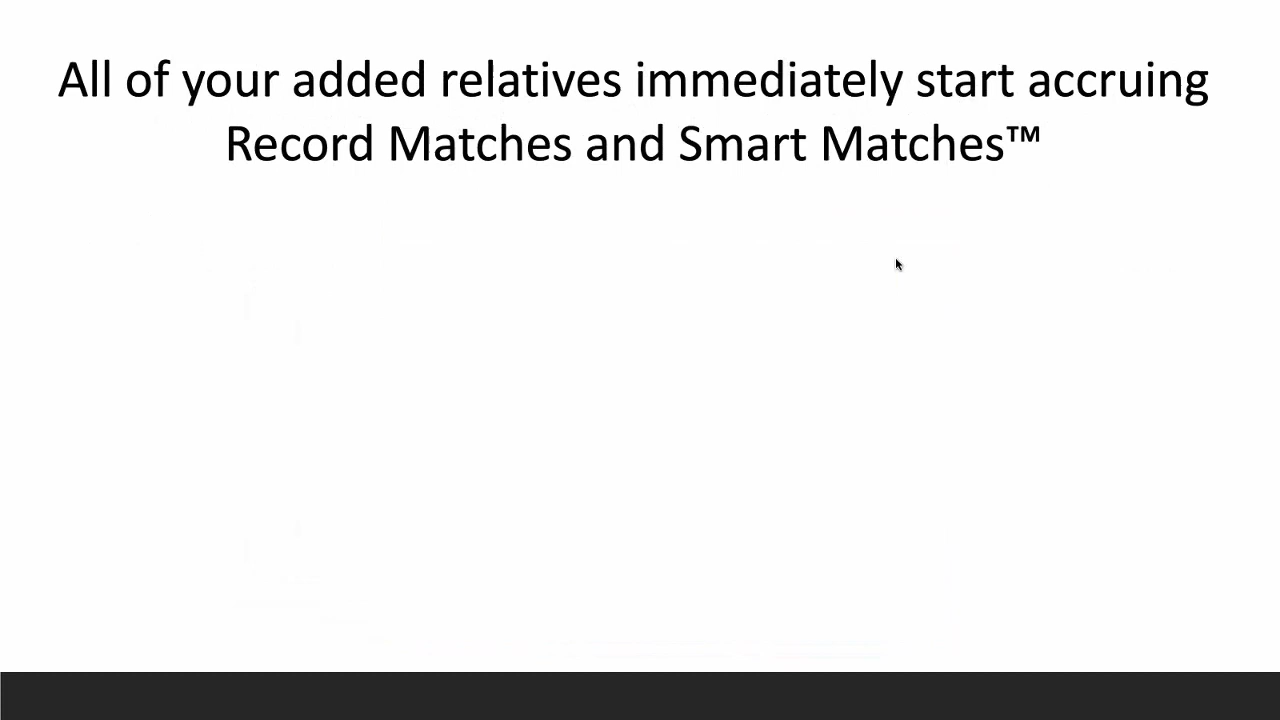 All of your added relatives immediately start accruing
Record Matches and Smart Matches™